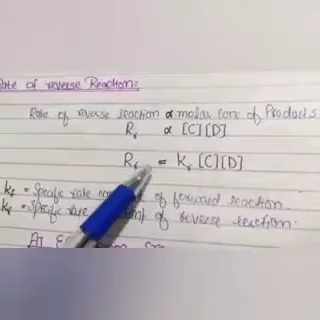 Rate of reverse Reaction:
Rate of reverse reaction ∝ molar conc of Products
Rr ∝ [C][D]
Rr = Kr [C][D]
Kf = Specific rate of forward reaction
Kr = Specific rate of reverse reaction.
At